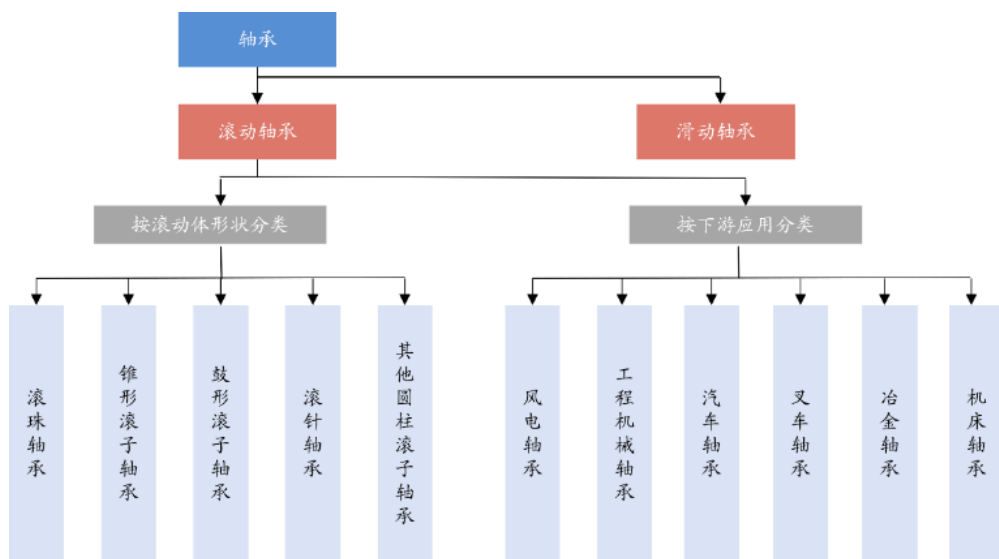 轴承
滚动轴承
滑动轴承
按滚动体形状分类
按下游应用分类
滚珠轴承
锥形滚子轴承
鼓形滚子轴承
滚针轴承
其他圆柱滚子轴承
风电轴承
工程机械轴承
汽车轴承
叉车轴承
冶金轴承
机床轴承